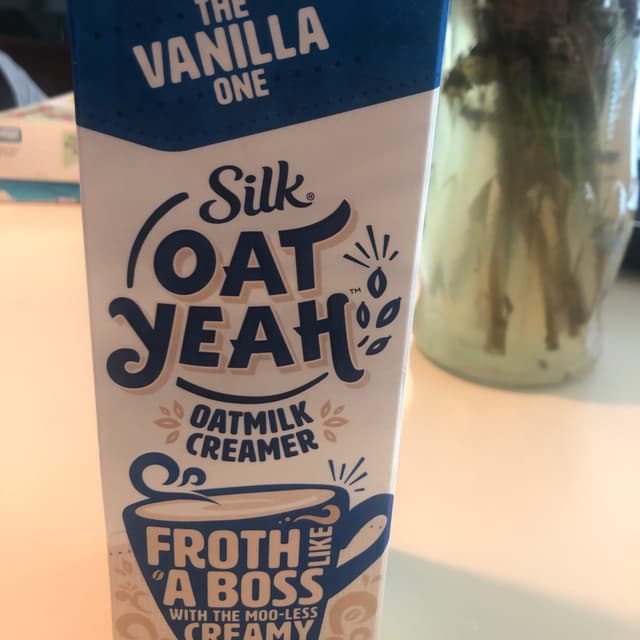 THE
VANILLA
ONE
Silk®
OAT
YEAH™
OATMILK
CREAMER
FROTH LIKE
A BOSS
WITH THE MOO-LESS
CREAMY